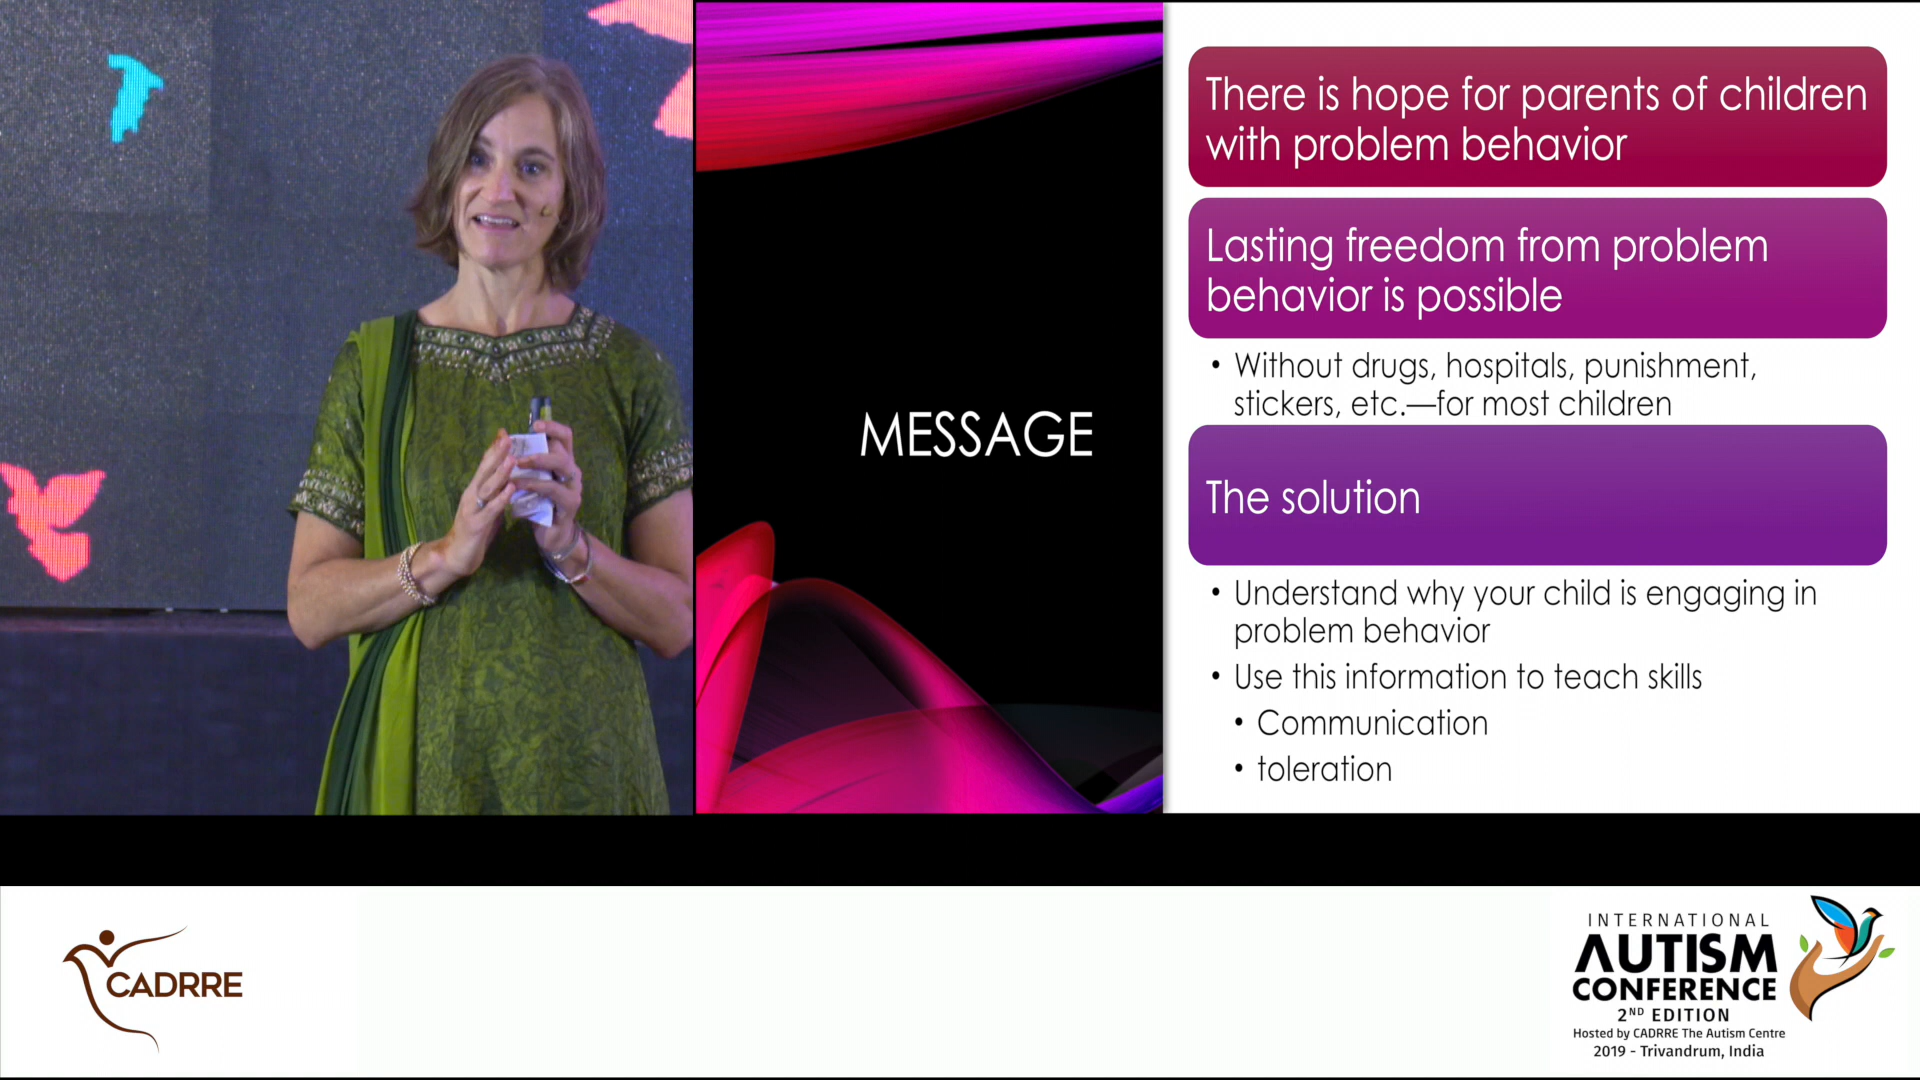 MESSAGE
There is hope for parents of children
with problem behavior
Lasting freedom from problem
behavior is possible
• Without drugs, hospitals, punishment,
stickers, etc.—for most children
The solution
• Understand why your child is engaging in
problem behavior
• Use this information to teach skills
• Communication
• toleration
CADRRE
INTERNATIONAL
AUTISM
CONFERENCE
2ND EDITION
Hosted by CADRRE The Autism Centre
2019 - Trivandrum, India